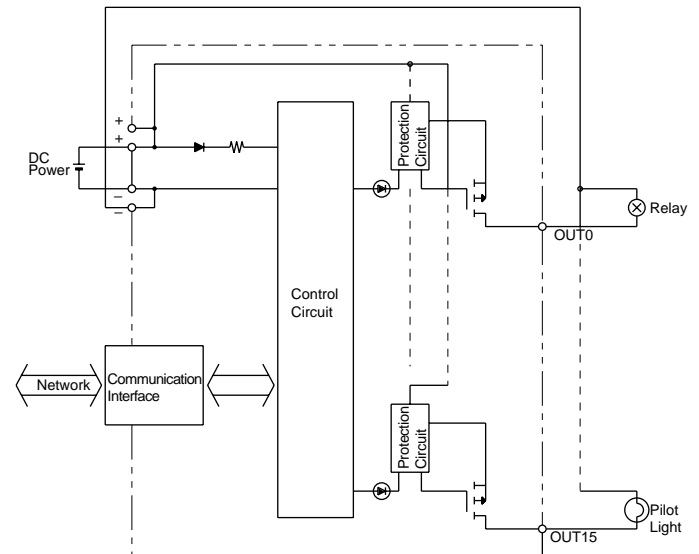 +
+
DC
Power
−
−
Protection
Circuit
Relay
OUT0
Control
Circuit
Network
Communication
Interface
Protection
Circuit
Pilot
Light
OUT15